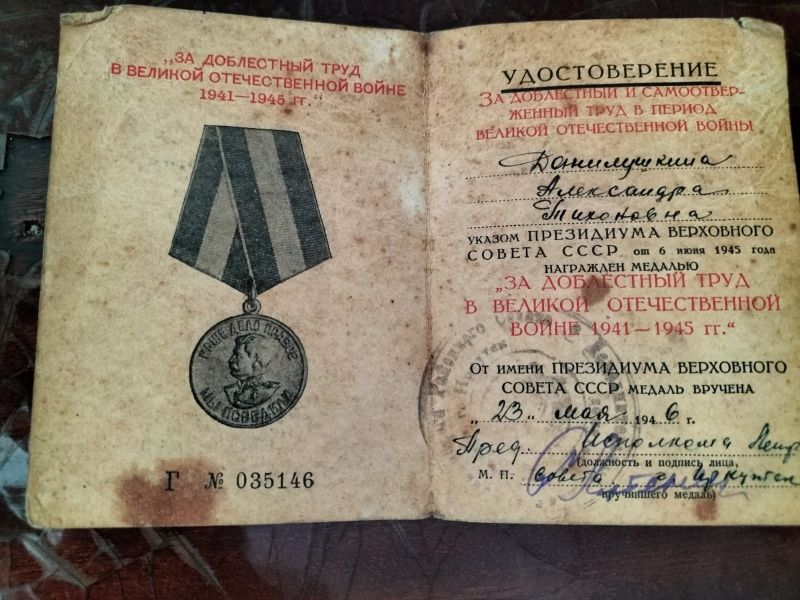 „ЗА ДОБЛЕСТНЫЙ ТРУД
В ВЕЛИКОЙ ОТЕЧЕСТВЕННОЙ ВОЙНЕ
1941—1945 гг.“
НАШЕ ДЕЛО ПРАВОЕ
МЫ ПОБЕДИЛИ
Г № 035146
УДОСТОВЕРЕНИЕ
ЗА ДОБЛЕСТНЫЙ И САМООТВЕР-
ЖЕННЫЙ ТРУД В ПЕРИОД
ВЕЛИКОЙ ОТЕЧЕСТВЕННОЙ ВОЙНЫ
Александра
Тихоновна
УКАЗОМ ПРЕЗИДИУМА ВЕРХОВНОГО
СОВЕТА СССР от 6 июня 1945 года
НАГРАЖДЕН МЕДАЛЬЮ
„ЗА ДОБЛЕСТНЫЙ ТРУД
В ВЕЛИКОЙ ОТЕЧЕСТВЕННОЙ
ВОЙНЕ 1941—1945 гг.“
От имени ПРЕЗИДИУМА ВЕРХОВНОГО
СОВЕТА СССР МЕДАЛЬ ВРУЧЕНА
„23“ мая 1946 г.
Пред. Исполкома
(должность и подпись лица,
М. П. Совета г.
вручившего медаль)